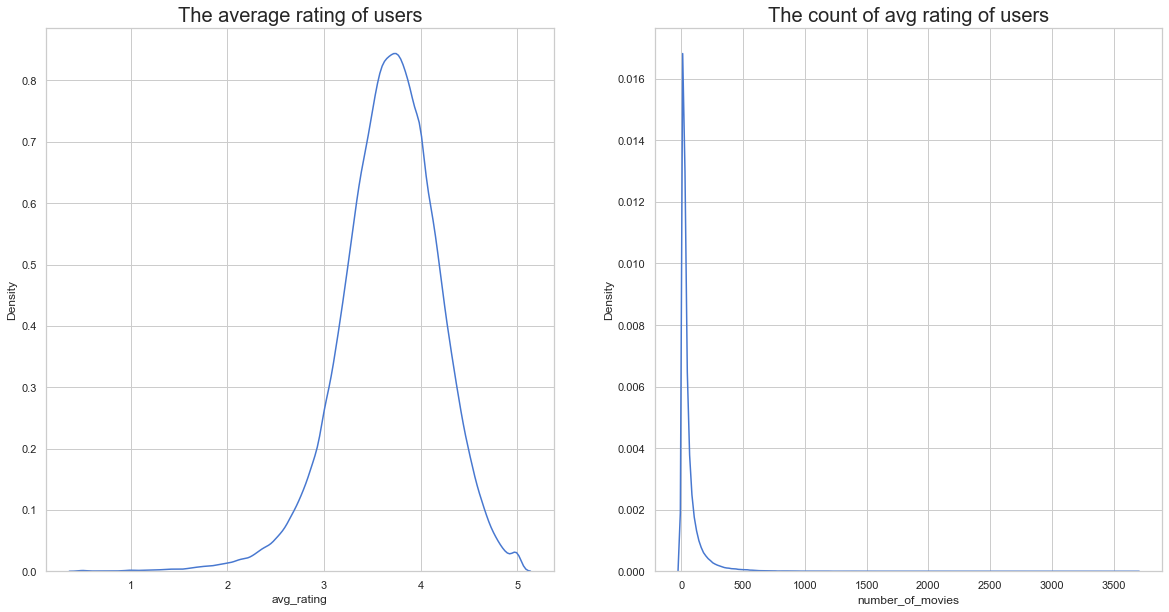 The average rating of users
0.8
0.7
0.6
0.5
0.4
0.3
0.2
0.1
0.0
Density
1 2 3 4 5
avg_rating
The count of avg rating of users
0.016
0.014
0.012
0.010
0.008
0.006
0.004
0.002
0.000
Density
0 500 1000 1500 2000 2500 3000 3500
number_of_movies